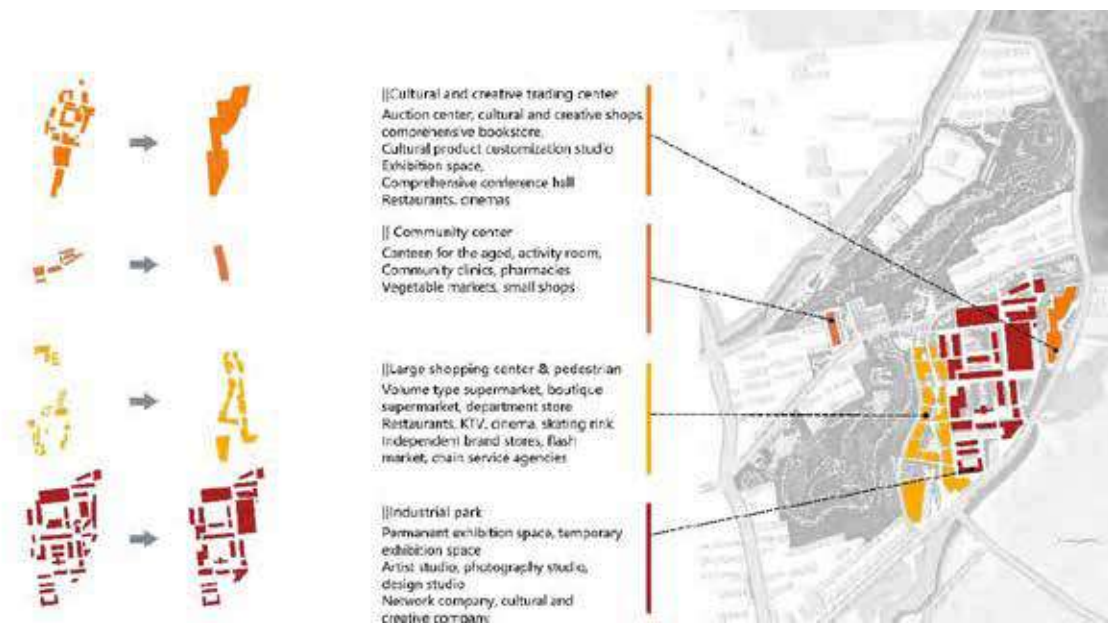 ||Cultural and creative trading center
Auction center, cultural and creative shops,
comprehensive bookstore,
Cultural product customization studio
Exhibition space,
Comprehensive conference hall
Restaurants, cinemas
|| Community center
Canteen for the aged, activity room,
Community clinics, pharmacies
Vegetable markets, small shops
||Large shopping center & pedestrian
Volume type supermarket, boutique
supermarket, department store
Restaurants, KTV, cinema, skating rink
Independent brand stores, flash
market, chain service agencies
||Industrial park
Permanent exhibition space, temporary
exhibition space
Artist studio, photography studio,
design studio
Network company, cultural and
creative company